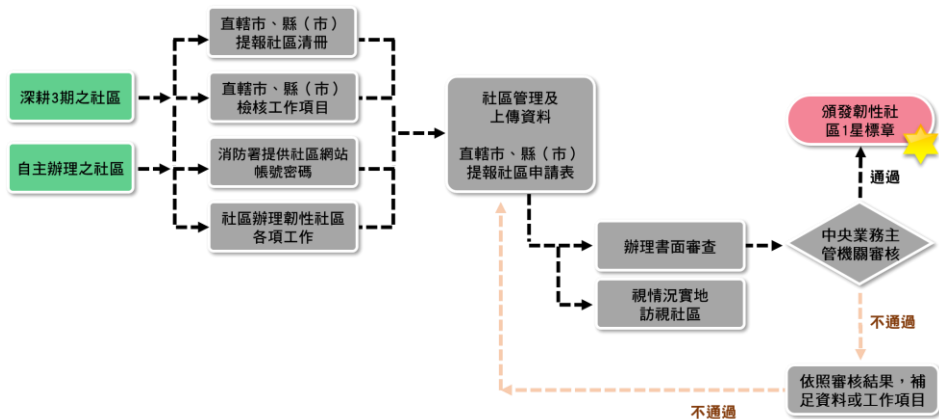 深耕3期之社區
自主辦理之社區
直轄市、縣（市）
提報社區清冊
直轄市、縣（市）
檢核工作項目
消防署提供社區網站
帳號密碼
社區辦理韌性社區
各項工作
社區管理及
上傳資料
直轄市、縣（市）
提報社區申請表
辦理書面審查
視情況實地
訪視社區
頒發韌性社
區1星標章
通過
中央業務主
管機關審核
不通過
依照審核結果，補
足資料或工作項目
不通過